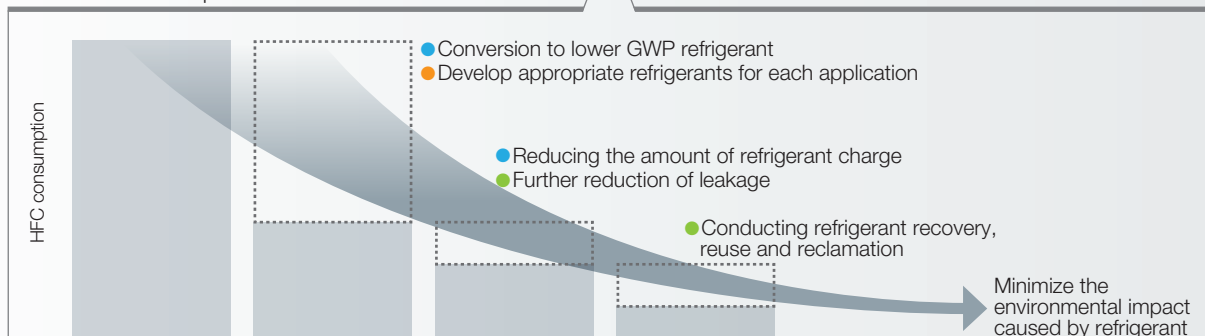 HFC consumption
Conversion to lower GWP refrigerant
Develop appropriate refrigerants for each application
Reducing the amount of refrigerant charge
Further reduction of leakage
Conducting refrigerant recovery,
reuse and reclamation
Minimize the
environmental impact
caused by refrigerant